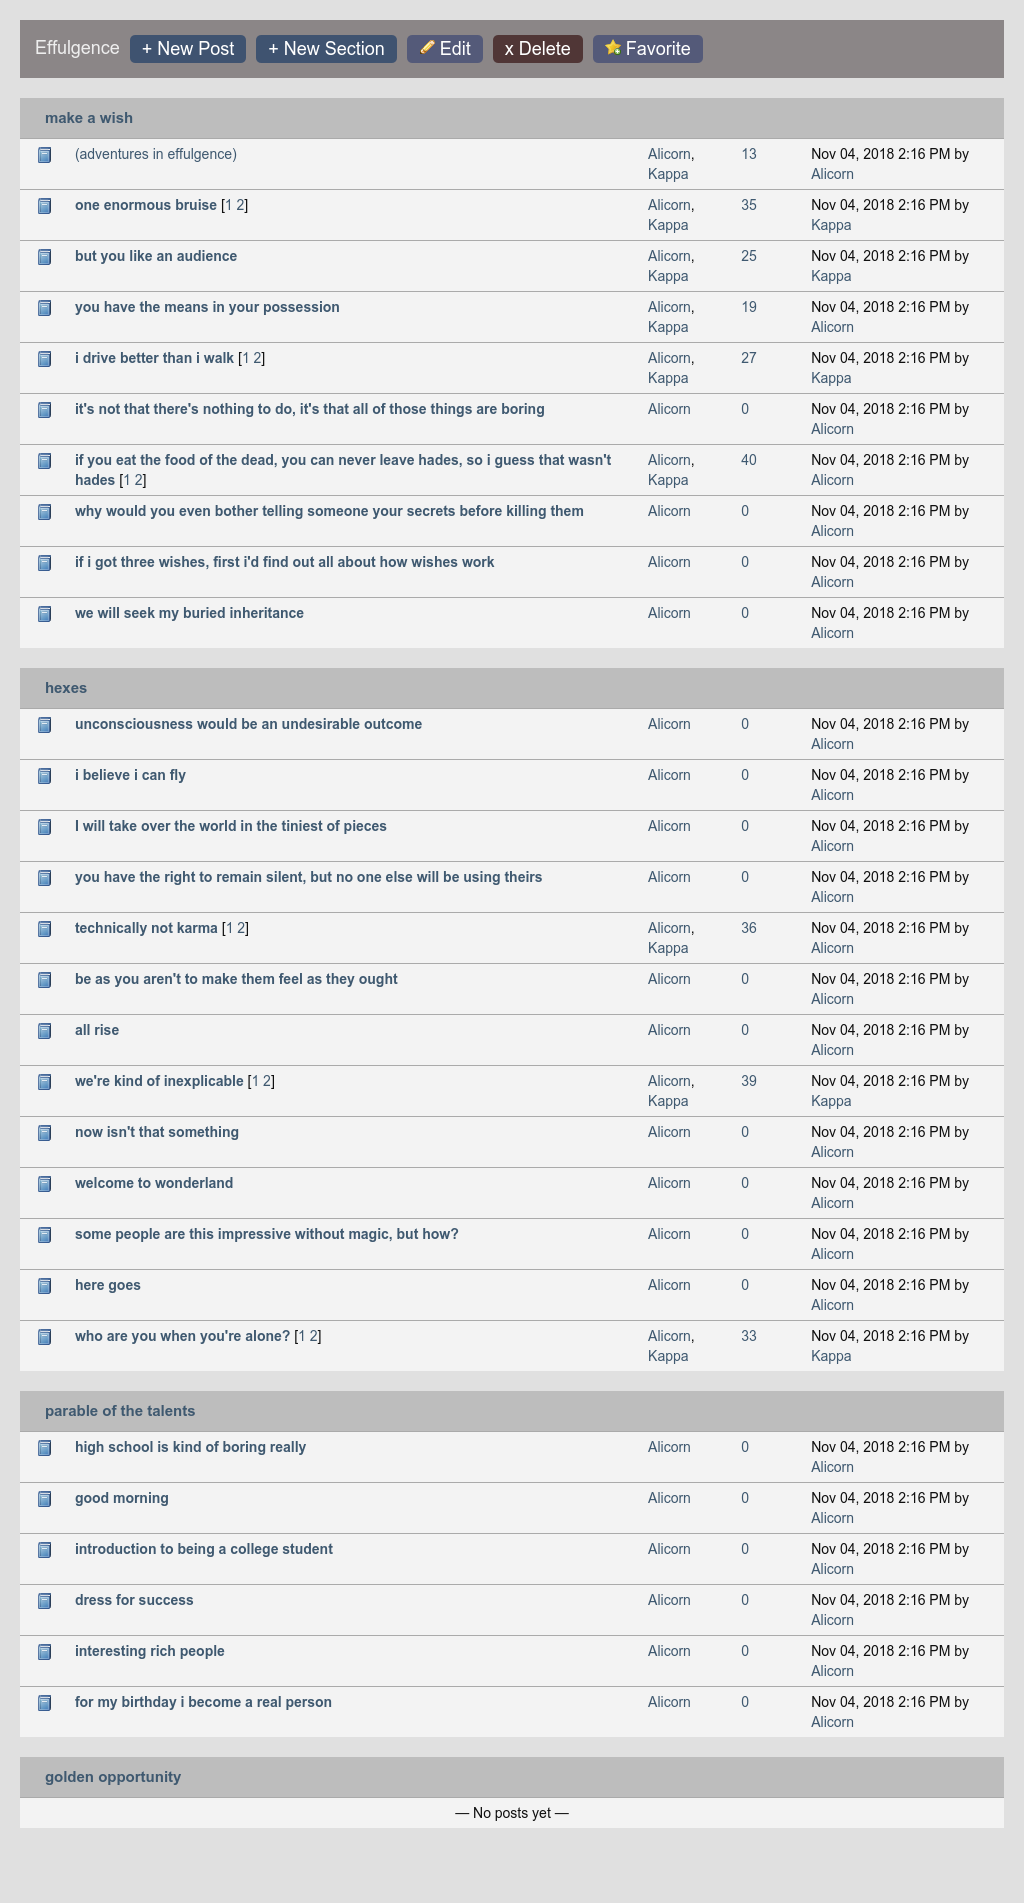 Effulgence + New Post + New Section Edit x Delete Favorite
make a wish
(adventures in effulgence) Alicorn, 13 Nov 04, 2018 2:16 PM by
Kappa Alicorn
one enormous bruise [1 2] Alicorn, 35 Nov 04, 2018 2:16 PM by
Kappa Kappa
but you like an audience Alicorn, 25 Nov 04, 2018 2:16 PM by
Kappa Kappa
you have the means in your possession Alicorn, 19 Nov 04, 2018 2:16 PM by
Kappa Alicorn
i drive better than i walk [1 2] Alicorn, 27 Nov 04, 2018 2:16 PM by
Kappa Kappa
it's not that there's nothing to do, it's that all of those things are boring Alicorn 0 Nov 04, 2018 2:16 PM by
Alicorn
if you eat the food of the dead, you can never leave hades, so i guess that wasn't Alicorn, 40 Nov 04, 2018 2:16 PM by
hades [1 2] Kappa Alicorn
why would you even bother telling someone your secrets before killing them Alicorn 0 Nov 04, 2018 2:16 PM by
Alicorn
if i got three wishes, first i'd find out all about how wishes work Alicorn 0 Nov 04, 2018 2:16 PM by
Alicorn
we will seek my buried inheritance Alicorn 0 Nov 04, 2018 2:16 PM by
Alicorn
hexes
unconsciousness would be an undesirable outcome Alicorn 0 Nov 04, 2018 2:16 PM by
Alicorn
i believe i can fly Alicorn 0 Nov 04, 2018 2:16 PM by
Alicorn
I will take over the world in the tiniest of pieces Alicorn 0 Nov 04, 2018 2:16 PM by
Alicorn
you have the right to remain silent, but no one else will be using theirs Alicorn 0 Nov 04, 2018 2:16 PM by
Alicorn
technically not karma [1 2] Alicorn, 36 Nov 04, 2018 2:16 PM by
Kappa Alicorn
be as you aren't to make them feel as they ought Alicorn 0 Nov 04, 2018 2:16 PM by
Alicorn
all rise Alicorn 0 Nov 04, 2018 2:16 PM by
Alicorn
we're kind of inexplicable [1 2] Alicorn, 39 Nov 04, 2018 2:16 PM by
Kappa Kappa
now isn't that something Alicorn 0 Nov 04, 2018 2:16 PM by
Alicorn
welcome to wonderland Alicorn 0 Nov 04, 2018 2:16 PM by
Alicorn
some people are this impressive without magic, but how? Alicorn 0 Nov 04, 2018 2:16 PM by
Alicorn
here goes Alicorn 0 Nov 04, 2018 2:16 PM by
Alicorn
who are you when you're alone? [1 2] Alicorn, 33 Nov 04, 2018 2:16 PM by
Kappa Kappa
parable of the talents
high school is kind of boring really Alicorn 0 Nov 04, 2018 2:16 PM by
Alicorn
good morning Alicorn 0 Nov 04, 2018 2:16 PM by
Alicorn
introduction to being a college student Alicorn 0 Nov 04, 2018 2:16 PM by
Alicorn
dress for success Alicorn 0 Nov 04, 2018 2:16 PM by
Alicorn
interesting rich people Alicorn 0 Nov 04, 2018 2:16 PM by
Alicorn
for my birthday i become a real person Alicorn 0 Nov 04, 2018 2:16 PM by
Alicorn
golden opportunity
— No posts yet —